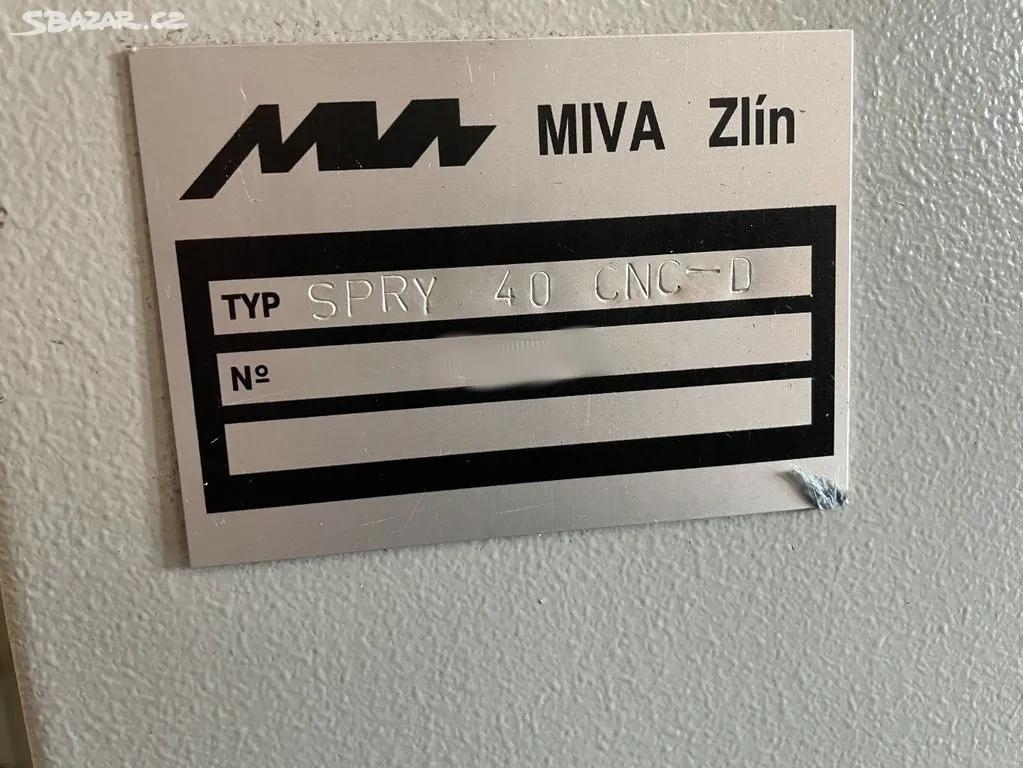 SBAZAR.CZ
MIVA Zlín
TYP SPRY 40 CNC-D
Nº